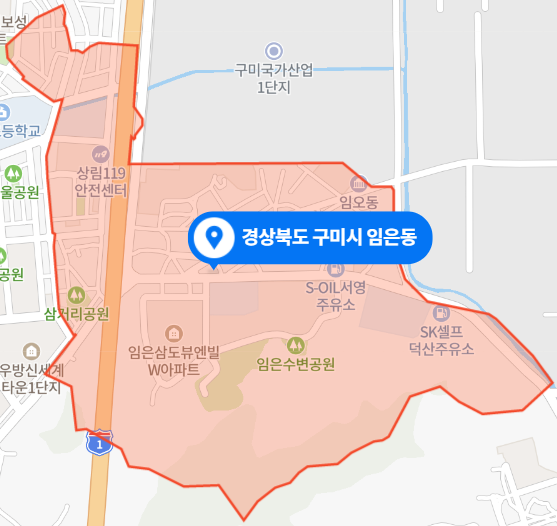 보성
구미국가산업
1단지
등학교
상림119
안전센터
울공원
임오동
경상북도 구미시 임은동
공원
S-OIL서영
주유소
삼거리공원
SK셀프
덕산주유소
임은삼도뷰엔빌
W아파트
임은수변공원
우방신세계
타운1단지
1